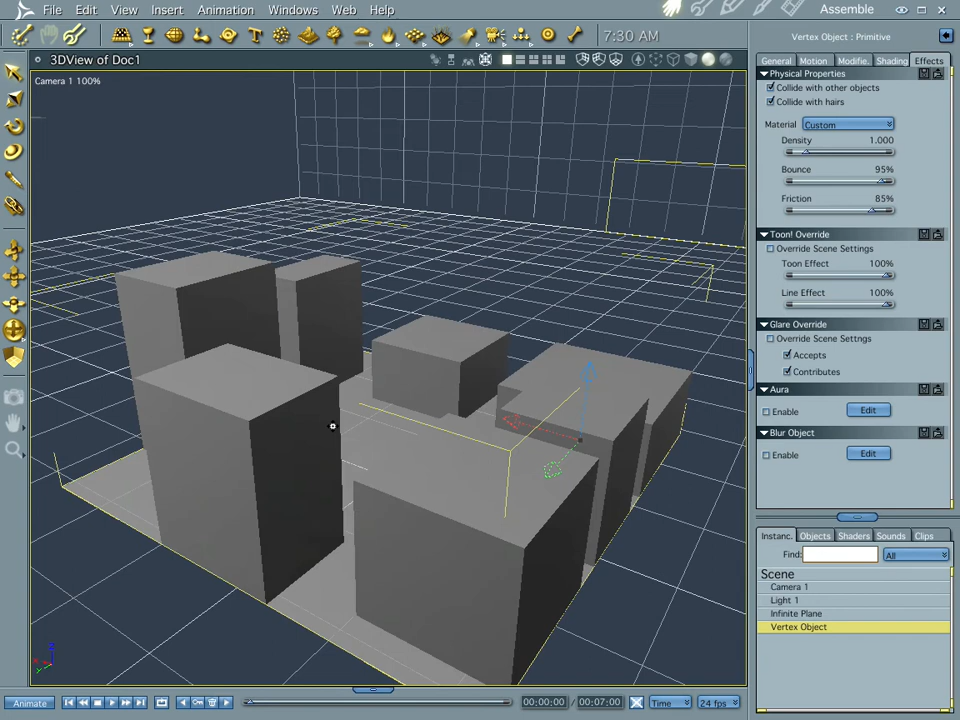 File Edit View Insert Animation Windows Web Help
Assemble
7:30 AM
3DView of Doc1
Camera 1 100%
Vertex Object : Primitive
General Motion Modifie. Shading Effects
Physical Properties
Collide with other objects
Collide with hairs
Material Custom
Density 1.000
Bounce 95%
Friction 85%
Toon! Override
Override Scene Settings
Toon Effect 100%
Line Effect 100%
Glare Override
Override Scene Settngs
Accepts
Contributes
Aura
Enable Edit
Blur Object
Enable Edit
Instanc. Objects Shaders Sounds Clips
Find: All
Scene
Camera 1
Light 1
Infinite Plane
Vertex Object
Z
Animate 00:00:00 / 00:07:00 Time 24 fps